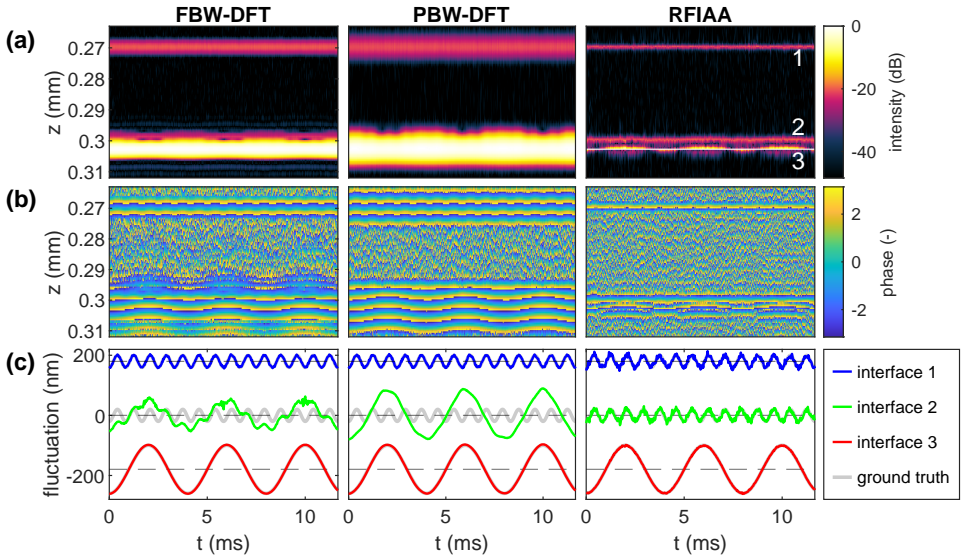 FBW-DFT PBW-DFT RFIAA
(a)
z (mm)
0.27
0.28
0.29
0.3
0.31
1
2
3
0
-20
-40
intensity (dB)
(b)
z (mm)
0.27
0.28
0.29
0.3
0.31
2
0
-2
phase (-)
(c)
fluctuation (nm)
200
0
-200
0 5 10
0 5 10
0 5 10
t (ms) t (ms) t (ms)
interface 1
interface 2
interface 3
ground truth